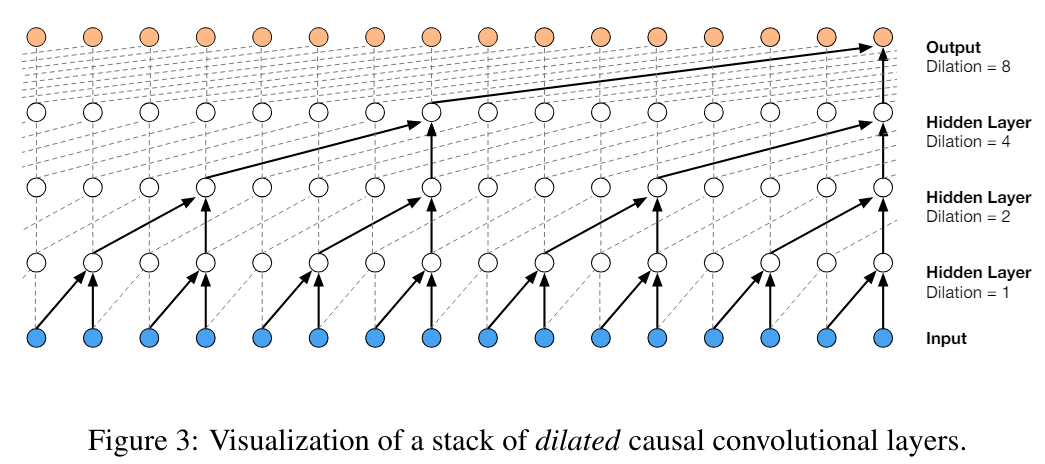 Output
Dilation = 8
Hidden Layer
Dilation = 4
Hidden Layer
Dilation = 2
Hidden Layer
Dilation = 1
Input
Figure 3: Visualization of a stack of dilated causal convolutional layers.